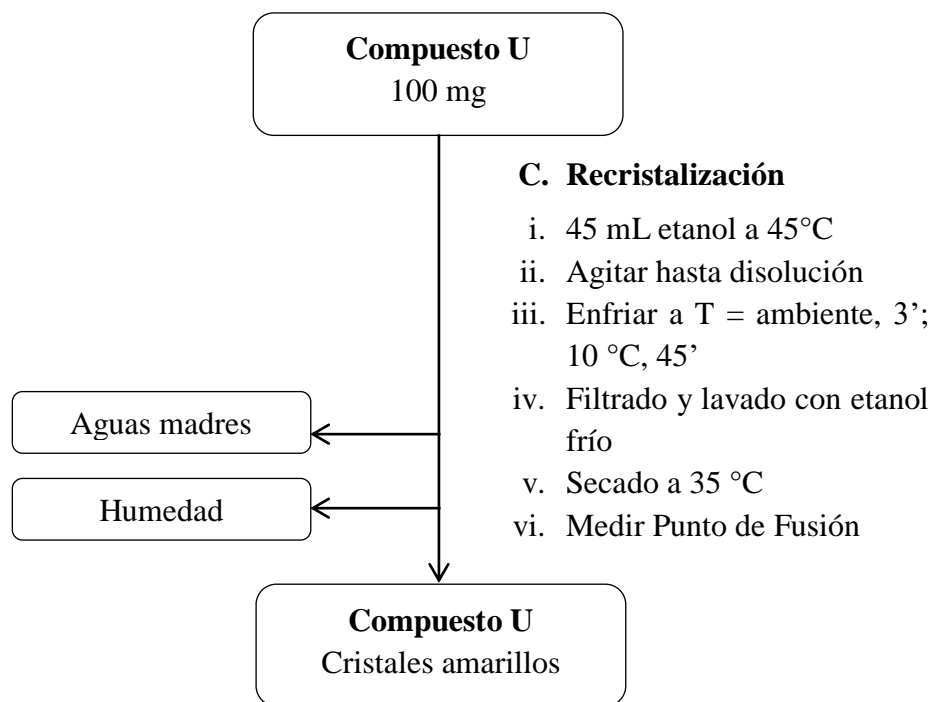 Compuesto U
100 mg
C. Recristalización
i. 45 mL etanol a 45°C
ii. Agitar hasta disolución
iii. Enfriar a T = ambiente, 3’;
10 °C, 45’
iv. Filtrado y lavado con etanol
frío
v. Secado a 35 °C
vi. Medir Punto de Fusión
Aguas madres
Humedad
Compuesto U
Cristales amarillos